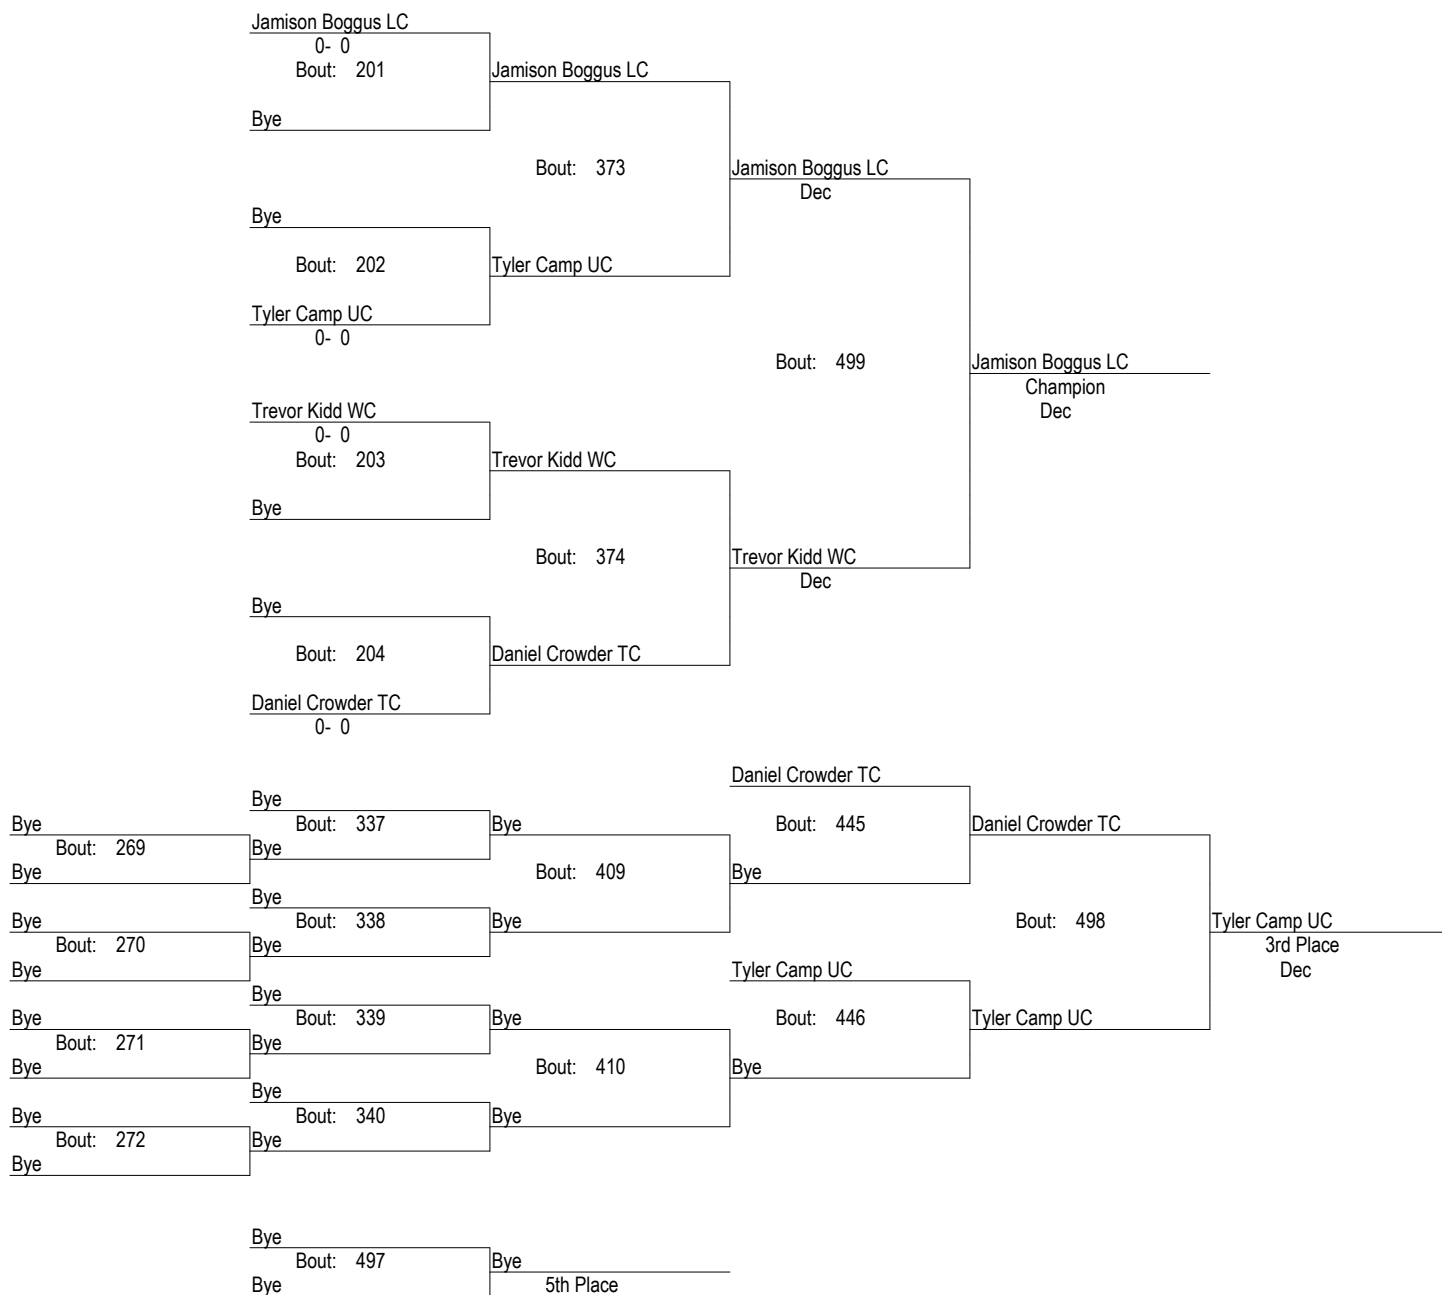 Jamison Boggus LC
0- 0
Bout: 201
Jamison Boggus LC
Bye
Bout: 373
Jamison Boggus LC
Dec
Bye
Bout: 202
Tyler Camp UC
Tyler Camp UC
0- 0
Bout: 499
Jamison Boggus LC
Champion
Dec
Trevor Kidd WC
0- 0
Bout: 203
Trevor Kidd WC
Bye
Bout: 374
Trevor Kidd WC
Dec
Bye
Bout: 204
Daniel Crowder TC
Daniel Crowder TC
0- 0
Daniel Crowder TC
Bye
Bye
Bout: 337
Bye
Bout: 445
Daniel Crowder TC
Bout: 269
Bye
Bye
Bout: 409
Bye
Bye
Bye
Bout: 338
Bye
Bout: 498
Tyler Camp UC
Bout: 270
Bye
3rd Place
Bye
Tyler Camp UC
Dec
Bye
Bye
Bout: 339
Bye
Bout: 446
Tyler Camp UC
Bout: 271
Bye
Bye
Bout: 410
Bye
Bye
Bye
Bout: 340
Bye
Bout: 272
Bye
Bye
Bye
Bout: 497
Bye
Bye
5th Place